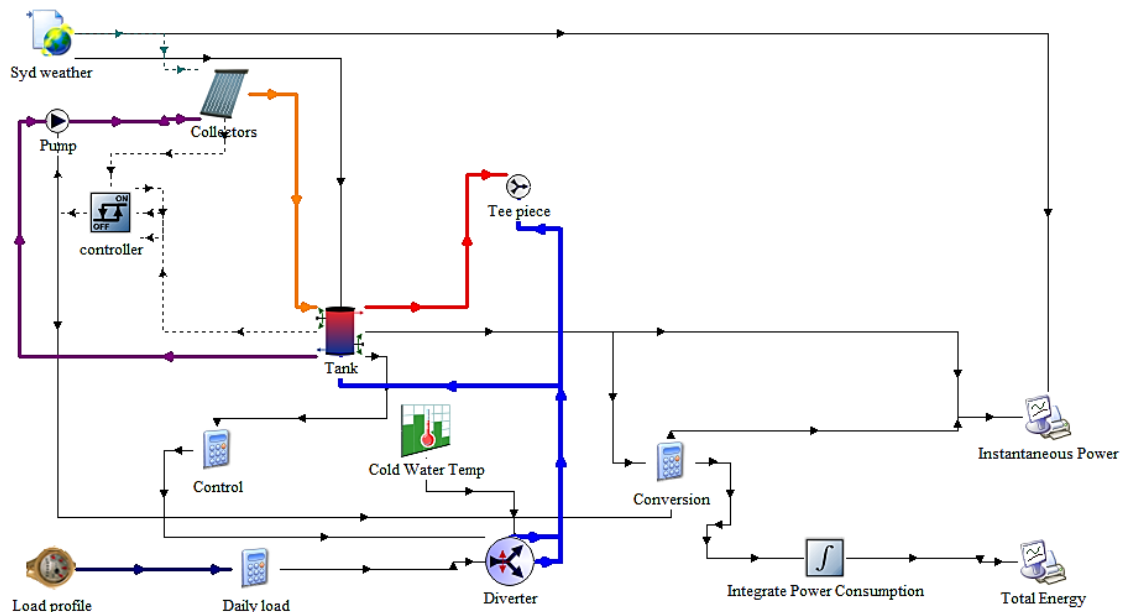 Syd weather
Collectors
Pump
ON
OFF
controller
Tee piece
Tank
Control
Cold Water Temp
Conversion
Instantaneous Power
∫
Load profile
Daily load
Diverter
Integrate Power Consumption
Total Energy